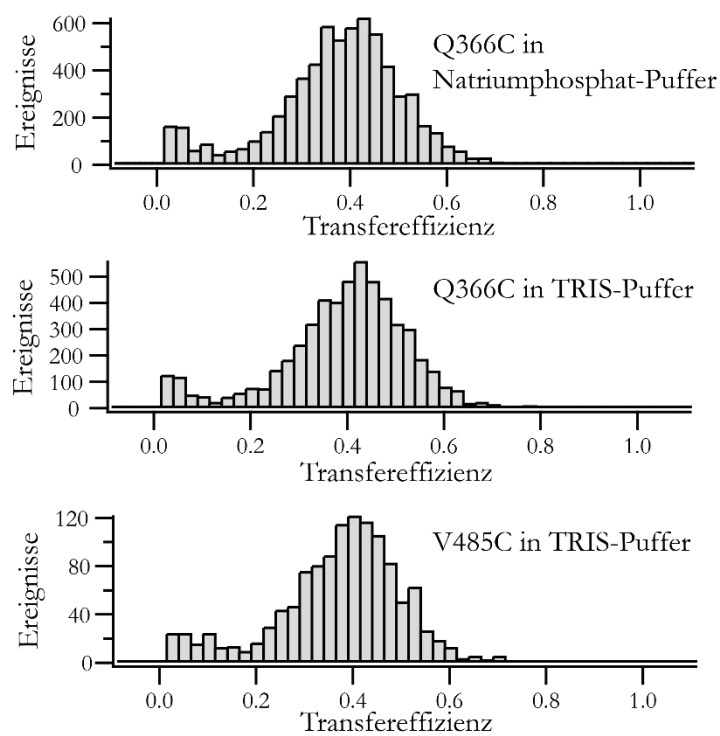 600
400
200
0
Ereignisse
Q366C in
Natriumphosphat-Puffer
0.0 0.2 0.4 0.6 0.8 1.0
Transfereffizienz
500
400
300
200
100
0
Ereignisse
Q366C in TRIS-Puffer
0.0 0.2 0.4 0.6 0.8 1.0
Transfereffizienz
120
80
40
0
Ereignisse
V485C in TRIS-Puffer
0.0 0.2 0.4 0.6 0.8 1.0
Transfereffizienz